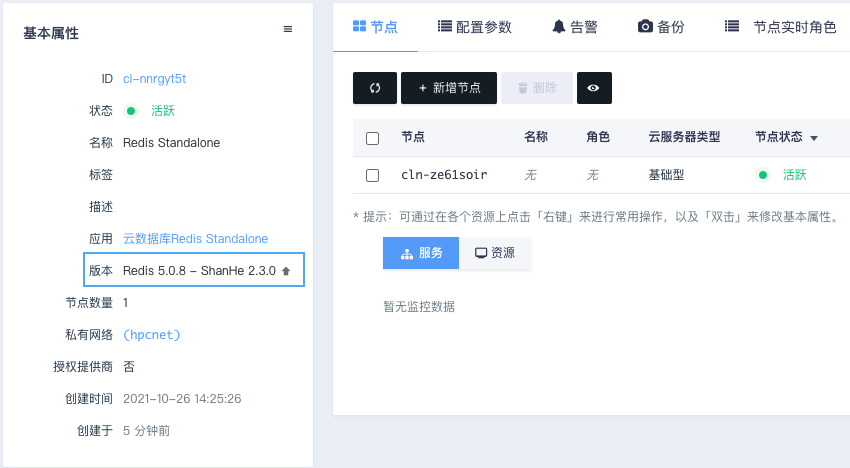 基本属性
ID cl-nnrgyt5t
状态 活跃
名称 Redis Standalone
标签
描述
应用 云数据库Redis Standalone
版本 Redis 5.0.8 - ShanHe 2.3.0
节点数量 1
私有网络 (hpcnet)
授权提供商 否
创建时间 2021-10-26 14:25:26
创建于 5 分钟前
节点 配置参数 告警 备份 节点实时角色
+ 新增节点 删除
节点 名称 角色 云服务器类型 节点状态
cln-ze61soir 无 无 基础型 活跃
* 提示：可通过在各个资源上点击「右键」来进行常用操作，以及「双击」来修改基本属性。
服务 资源
暂无监控数据